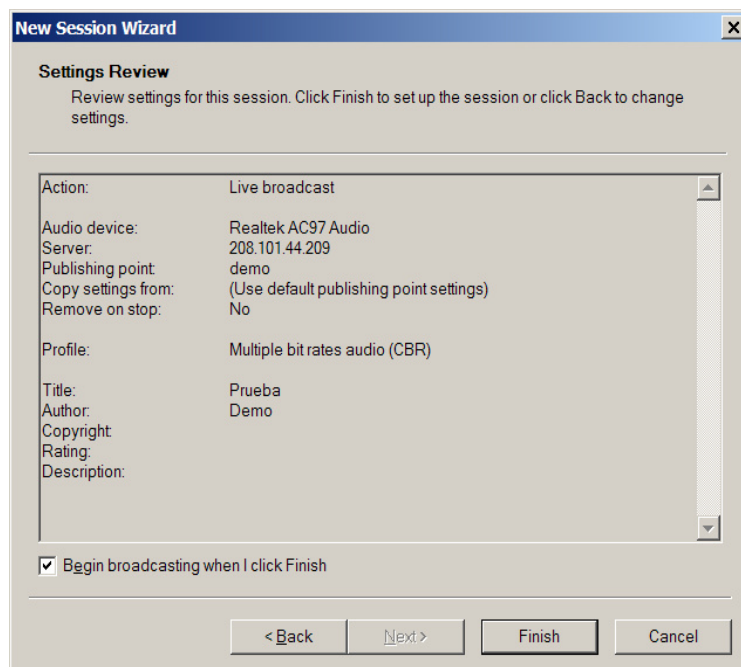 New Session Wizard
Settings Review
Review settings for this session. Click Finish to set up the session or click Back to change
settings.
Action: Live broadcast
Audio device: Realtek AC97 Audio
Server: 208.101.44.209
Publishing point: demo
Copy settings from: (Use default publishing point settings)
Remove on stop: No
Profile: Multiple bit rates audio (CBR)
Title: Prueba
Author: Demo
Copyright:
Rating:
Description:
Begin broadcasting when I click Finish
< Back Next > Finish Cancel